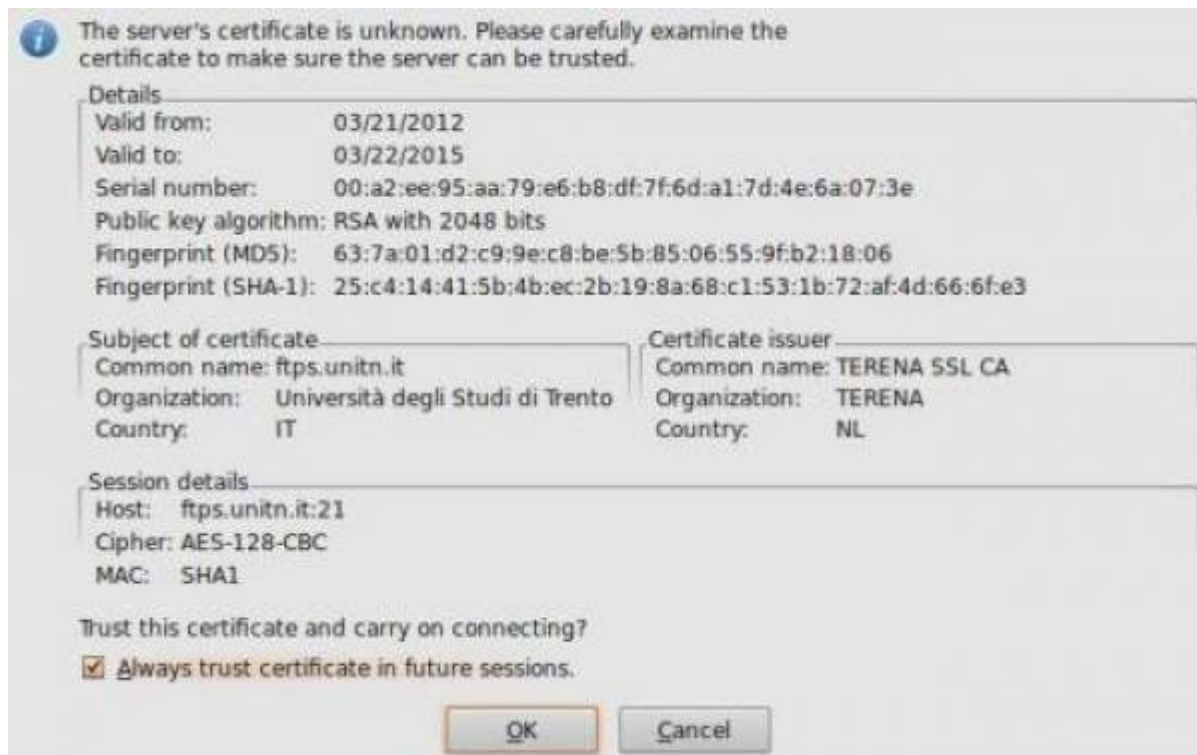 The server's certificate is unknown. Please carefully examine the
certificate to make sure the server can be trusted.
Details
Valid from: 03/21/2012
Valid to: 03/22/2015
Serial number: 00:a2:ee:95:aa:79:e6:b8:df:7f:6d:a1:7d:4e:6a:07:3e
Public key algorithm: RSA with 2048 bits
Fingerprint (MD5): 63:7a:01:d2:c9:9e:c8:be:5b:85:06:55:9f:b2:18:06
Fingerprint (SHA-1): 25:c4:14:41:5b:4b:ec:2b:19:8a:68:c1:53:1b:72:af:4d:66:6f:e3
Subject of certificate
Common name: ftps.unitn.it
Organization: Università degli Studi di Trento
Country: IT
Certificate issuer
Common name: TERENA SSL CA
Organization: TERENA
Country: NL
Session details
Host: ftps.unitn.it:21
Cipher: AES-128-CBC
MAC: SHA1
Trust this certificate and carry on connecting?
Always trust certificate in future sessions.
OK
Cancel